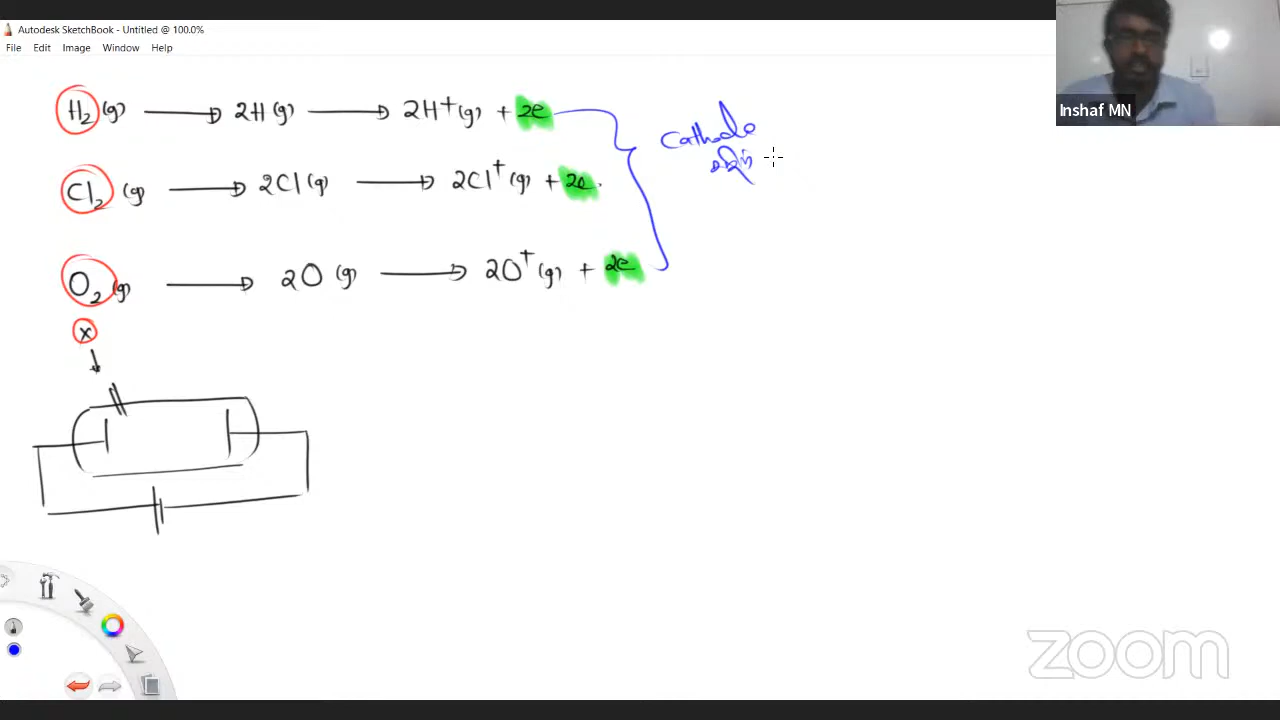 Autodesk SketchBook - Untitled @ 100.0%
File Edit Image Window Help
Inshaf MN
H₂ (g) → 2H (g) → 2H⁺ (g) + 2e
Cathode
Cl₂ (g) → 2Cl (g) → 2Cl⁺ (g) + 2e
O₂ (g) → 2O (g) → 2O⁺ (g) + 2e
x
zoom